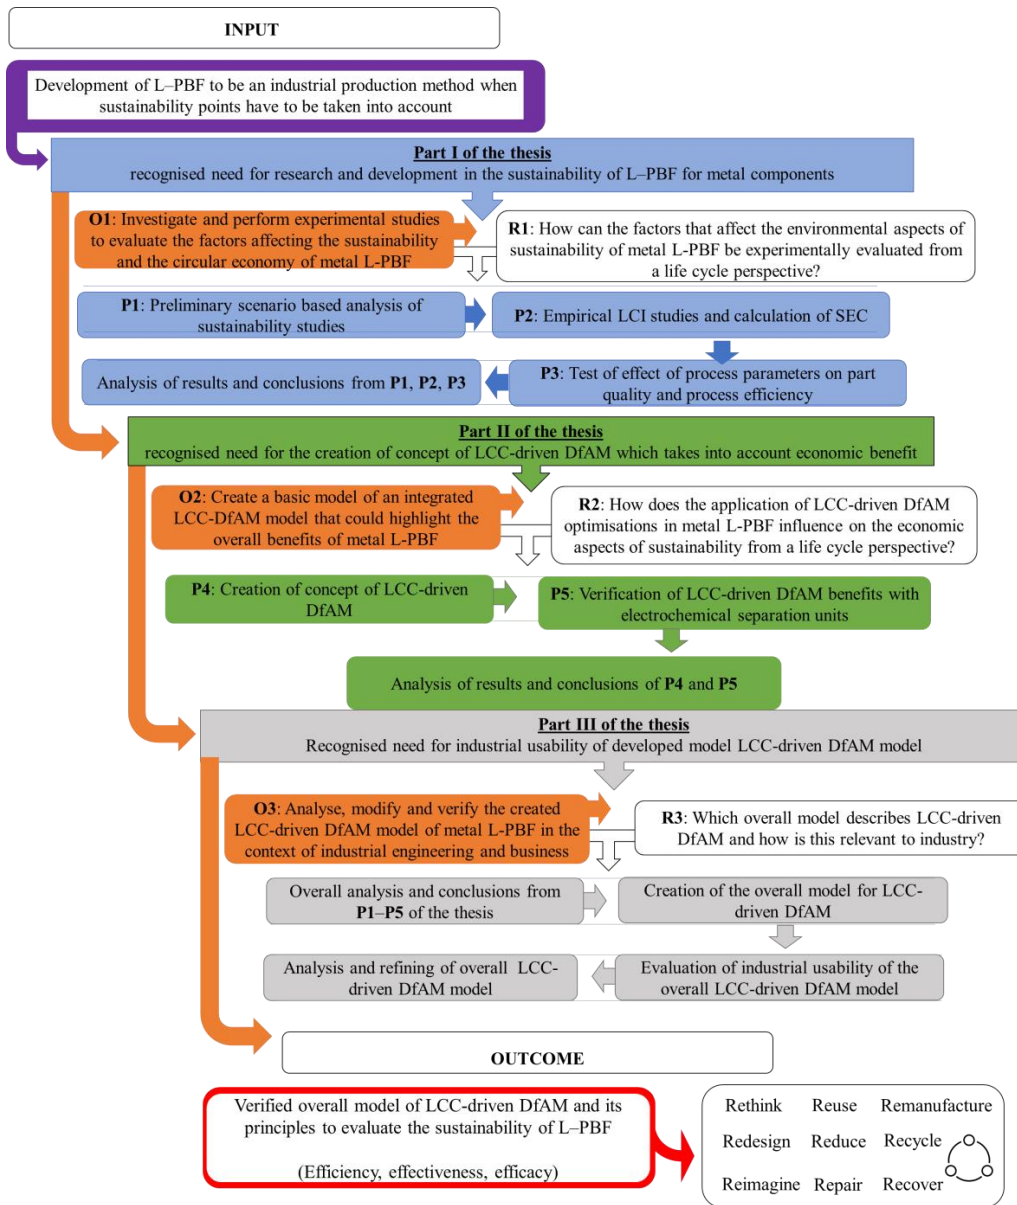 INPUT
Development of L–PBF to be an industrial production method when
sustainability points have to be taken into account
Part I of the thesis
recognised need for research and development in the sustainability of L–PBF for metal components
O1: Investigate and perform experimental studies
to evaluate the factors affecting the sustainability
and the circular economy of metal L-PBF
R1: How can the factors that affect the environmental aspects of
sustainability of metal L-PBF be experimentally evaluated from
a life cycle perspective?
P1: Preliminary scenario based analysis of
sustainability studies
P2: Empirical LCI studies and calculation of SEC
P3: Test of effect of process parameters on part
quality and process efficiency
Analysis of results and conclusions from P1, P2, P3
Part II of the thesis
recognised need for the creation of concept of LCC-driven DfAM which takes into account economic benefit
O2: Create a basic model of an integrated
LCC-DfAM model that could highlight the
overall benefits of metal L-PBF
R2: How does the application of LCC-driven DfAM
optimisations in metal L-PBF influence on the economic
aspects of sustainability from a life cycle perspective?
P4: Creation of concept of LCC-driven
DfAM
P5: Verification of LCC-driven DfAM benefits with
electrochemical separation units
Analysis of results and conclusions of P4 and P5
Part III of the thesis
Recognised need for industrial usability of developed model LCC-driven DfAM model
O3: Analyse, modify and verify the created
LCC-driven DfAM model of metal L-PBF in the
context of industrial engineering and business
R3: Which overall model describes LCC-driven
DfAM and how is this relevant to industry?
Overall analysis and conclusions from
P1–P5 of the thesis
Creation of the overall model for LCC-
driven DfAM
Evaluation of industrial usability of the
overall LCC-driven DfAM model
Analysis and refining of overall LCC-
driven DfAM model
OUTCOME
Verified overall model of LCC-driven DfAM and its
principles to evaluate the sustainability of L–PBF
(Efficiency, effectiveness, efficacy)
Rethink Reuse Remanufacture
Redesign Reduce Recycle
Reimagine Repair Recover